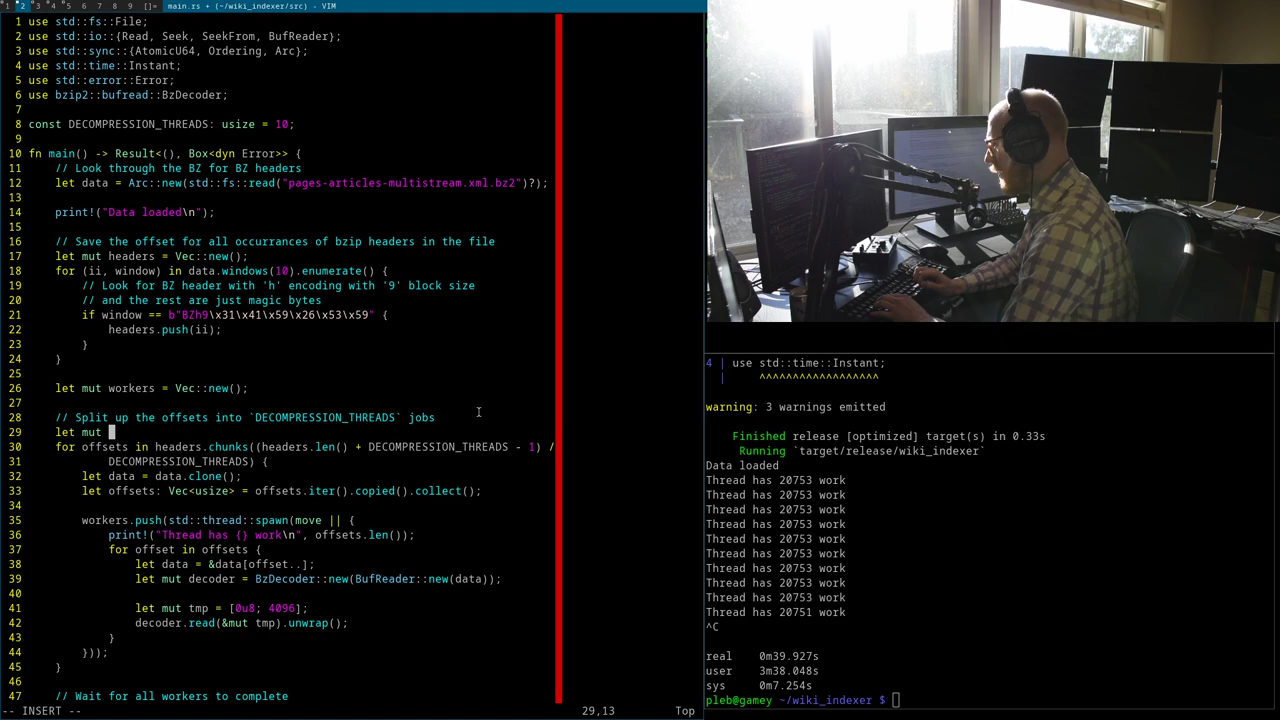 1 2 3 4 5 6 7 8 9 []= main.rs + (~/wiki_indexer/src) - VIM
1 use std::fs::File;
2 use std::io::{Read, Seek, SeekFrom, BufReader};
3 use std::sync::{AtomicU64, Ordering, Arc};
4 use std::time::Instant;
5 use std::error::Error;
6 use bzip2::bufread::BzDecoder;
7
8 const DECOMPRESSION_THREADS: usize = 10;
9
10 fn main() -> Result<(), Box<dyn Error>> {
11     // Look through the BZ for BZ headers
12     let data = Arc::new(std::fs::read("pages-articles-multistream.xml.bz2")?);
13
14     print!("Data loaded\n");
15
16     // Save the offset for all occurrances of bzip headers in the file
17     let mut headers = Vec::new();
18     for (ii, window) in data.windows(10).enumerate() {
19         // Look for BZ header with 'h' encoding with '9' block size
20         // and the rest are just magic bytes
21         if window == b"BZh9\x31\x41\x59\x26\x53\x59" {
22             headers.push(ii);
23         }
24     }
25
26     let mut workers = Vec::new();
27
28     // Split up the offsets into `DECOMPRESSION_THREADS` jobs
29     let mut
30     for offsets in headers.chunks((headers.len() + DECOMPRESSION_THREADS - 1) /
31             DECOMPRESSION_THREADS) {
32         let data = data.clone();
33         let offsets: Vec<usize> = offsets.iter().copied().collect();
34
35         workers.push(std::thread::spawn(move || {
36             print!("Thread has {} work\n", offsets.len());
37             for offset in offsets {
38                 let data = &data[offset..];
39                 let mut decoder = BzDecoder::new(BufReader::new(data));
40
41                 let mut tmp = [0u8; 4096];
42                 decoder.read(&mut tmp).unwrap();
43             }
44         }));
45     }
46
47     // Wait for all workers to complete
-- INSERT -- 29,13 Top
4 | use std::time::Instant;
  |     ^^^^^^^^^^^^^^^^^^
warning: 3 warnings emitted
Finished release [optimized] target(s) in 0.33s
Running `target/release/wiki_indexer`
Data loaded
Thread has 20753 work
Thread has 20753 work
Thread has 20753 work
Thread has 20753 work
Thread has 20753 work
Thread has 20753 work
Thread has 20753 work
Thread has 20753 work
Thread has 20753 work
Thread has 20751 work
^C
real 0m39.927s
user 3m38.048s
sys 0m7.254s
pleb@gamey ~/wiki_indexer $